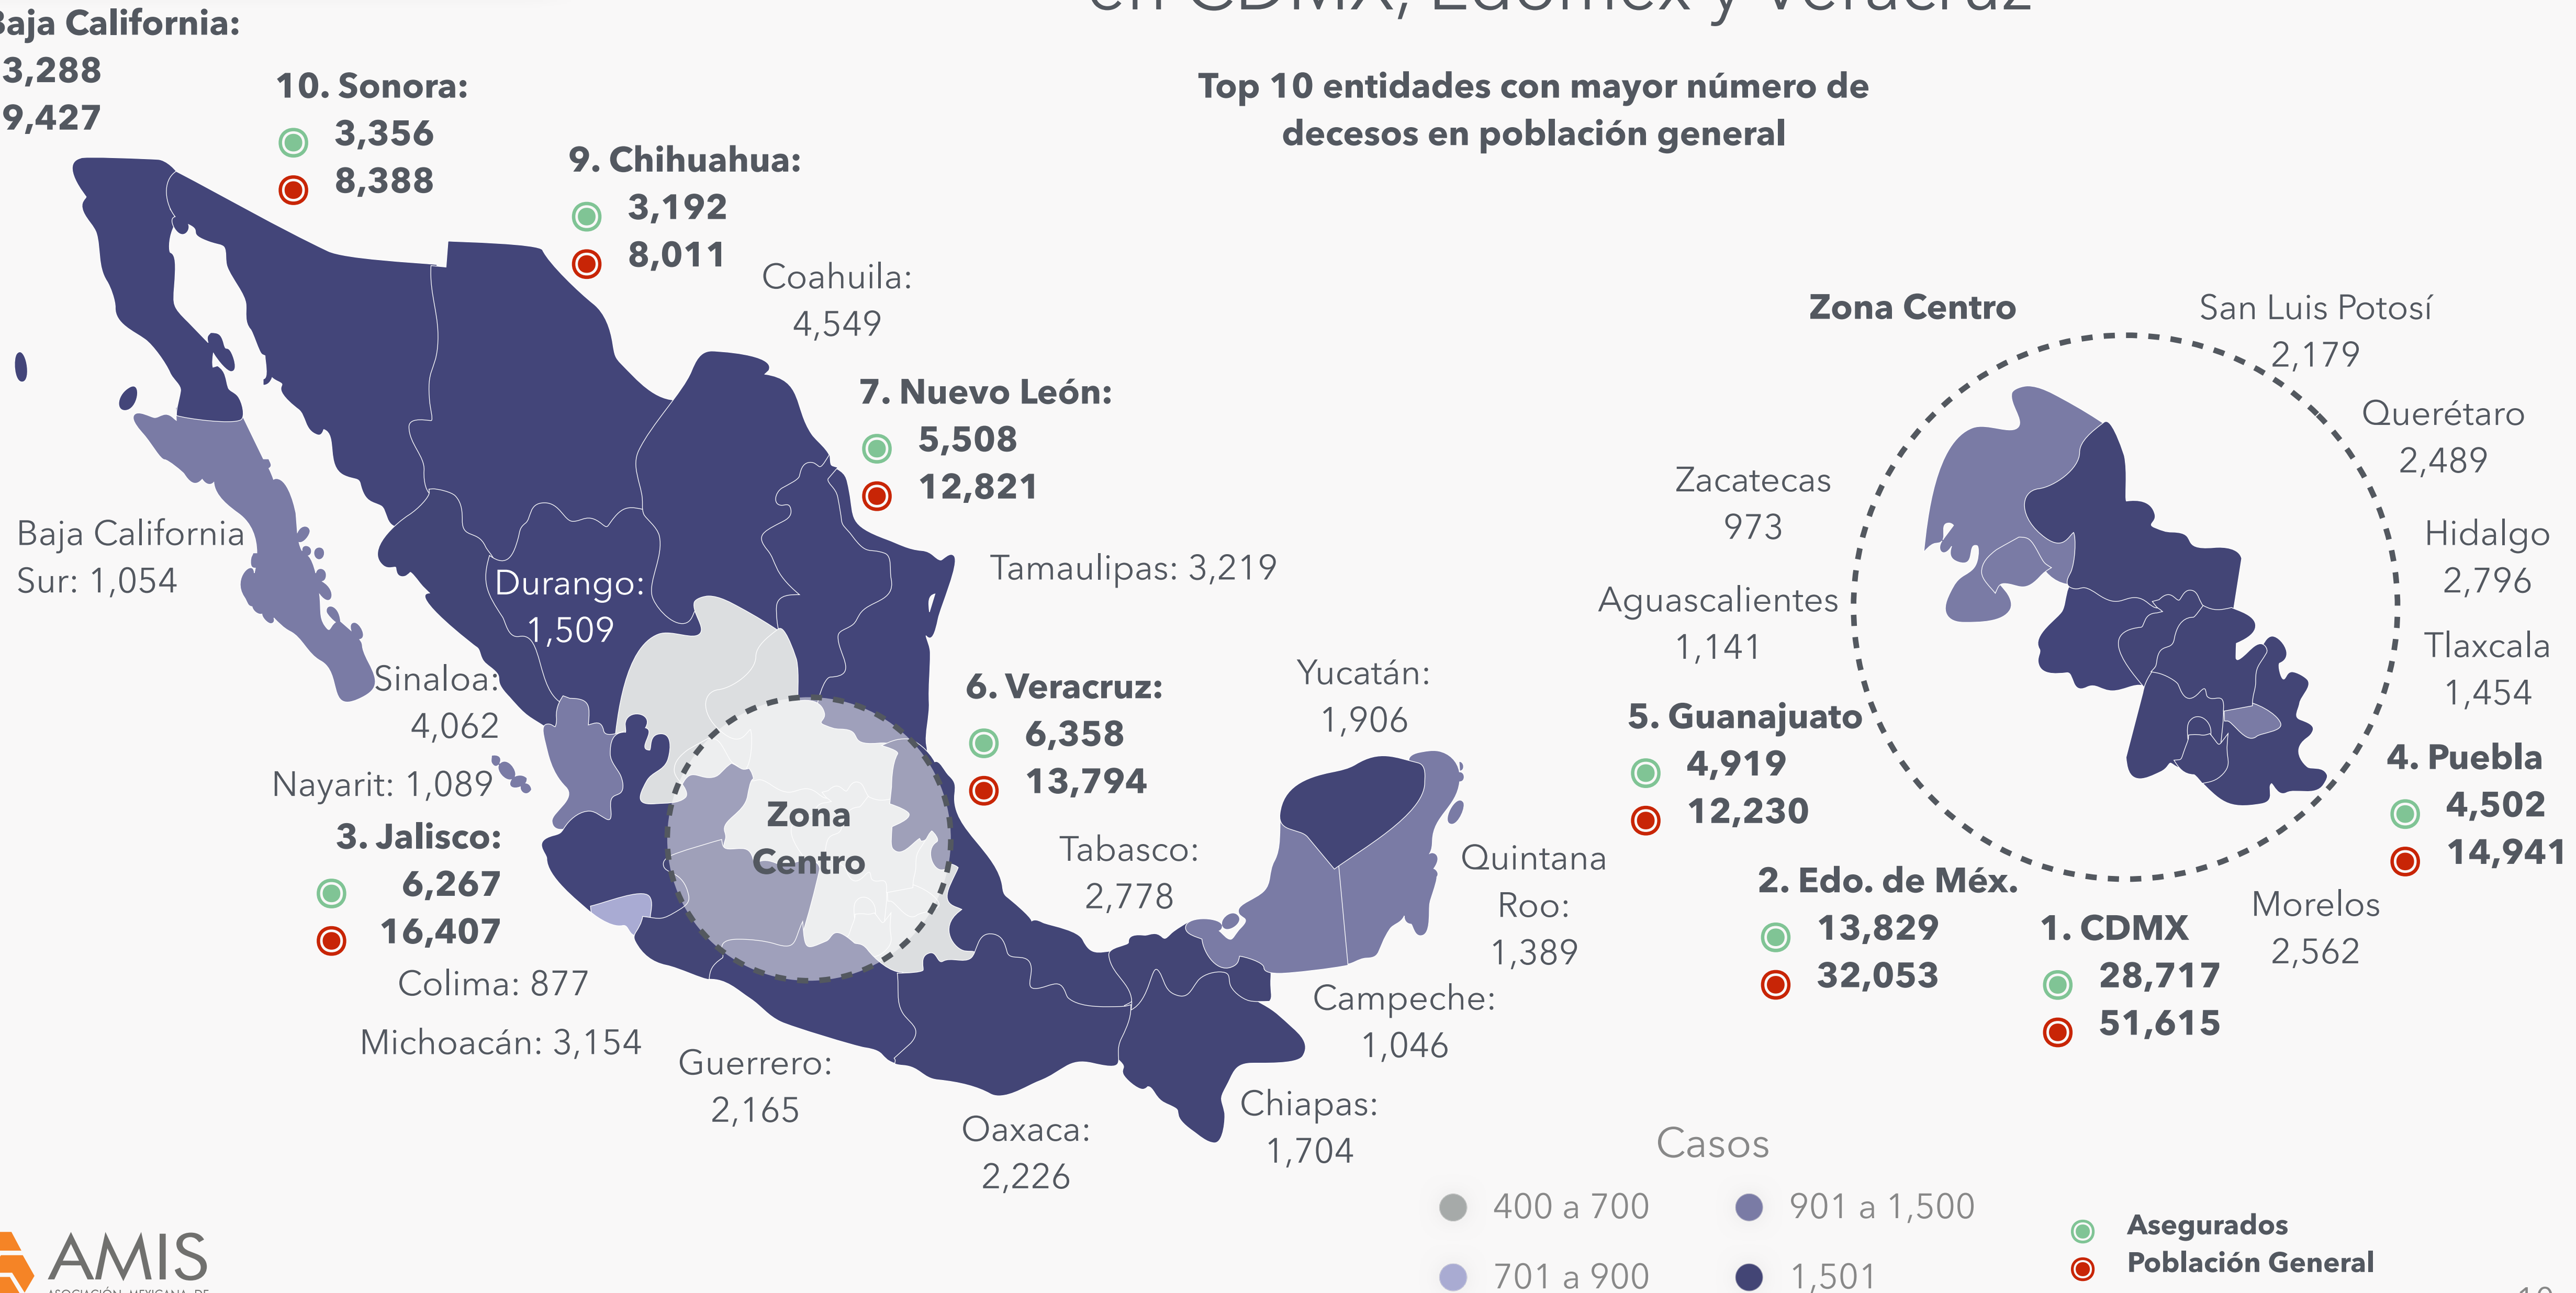 en CDMX, Edomex y Veracruz
Top 10 entidades con mayor número de
decesos en población general
Baja California:
3,288
9,427
10. Sonora:
3,356
8,388
9. Chihuahua:
3,192
8,011
Coahuila:
4,549
7. Nuevo León:
5,508
12,821
Baja California
Sur: 1,054
Durango:
1,509
Tamaulipas: 3,219
Sinaloa:
4,062
Nayarit: 1,089
3. Jalisco:
6,267
16,407
Colima: 877
Michoacán: 3,154
Zona
Centro
6. Veracruz:
6,358
13,794
Guerrero:
2,165
Oaxaca:
2,226
Tabasco:
2,778
Yucatán:
1,906
Quintana
Roo:
1,389
Campeche:
1,046
Chiapas:
1,704
Zona Centro
San Luis Potosí
2,179
Querétaro
2,489
Hidalgo
2,796
Tlaxcala
1,454
4. Puebla
4,502
14,941
Zacatecas
973
Aguascalientes
1,141
5. Guanajuato
4,919
12,230
2. Edo. de Méx.
13,829
32,053
1. CDMX
28,717
51,615
Morelos
2,562
Casos
400 a 700
901 a 1,500
701 a 900
1,501
Asegurados
Población General
AMIS
ASOCIACIÓN MEXICANA DE